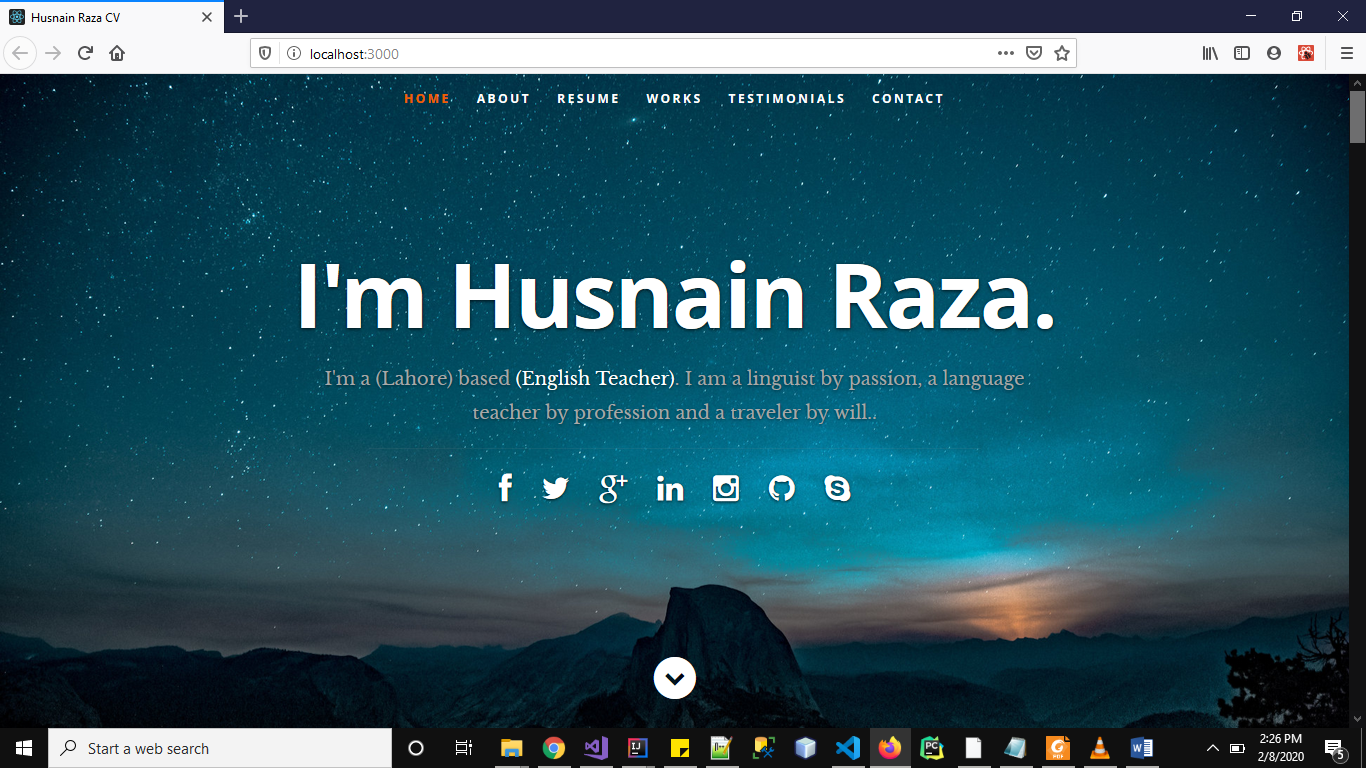 Husnain Raza CV
localhost:3000
HOME ABOUT RESUME WORKS TESTIMONIALS CONTACT
I'm Husnain Raza.
I'm a (Lahore) based (English Teacher). I am a linguist by passion, a language
teacher by profession and a traveler by will..
Start a web search
2:26 PM
2/8/2020
5